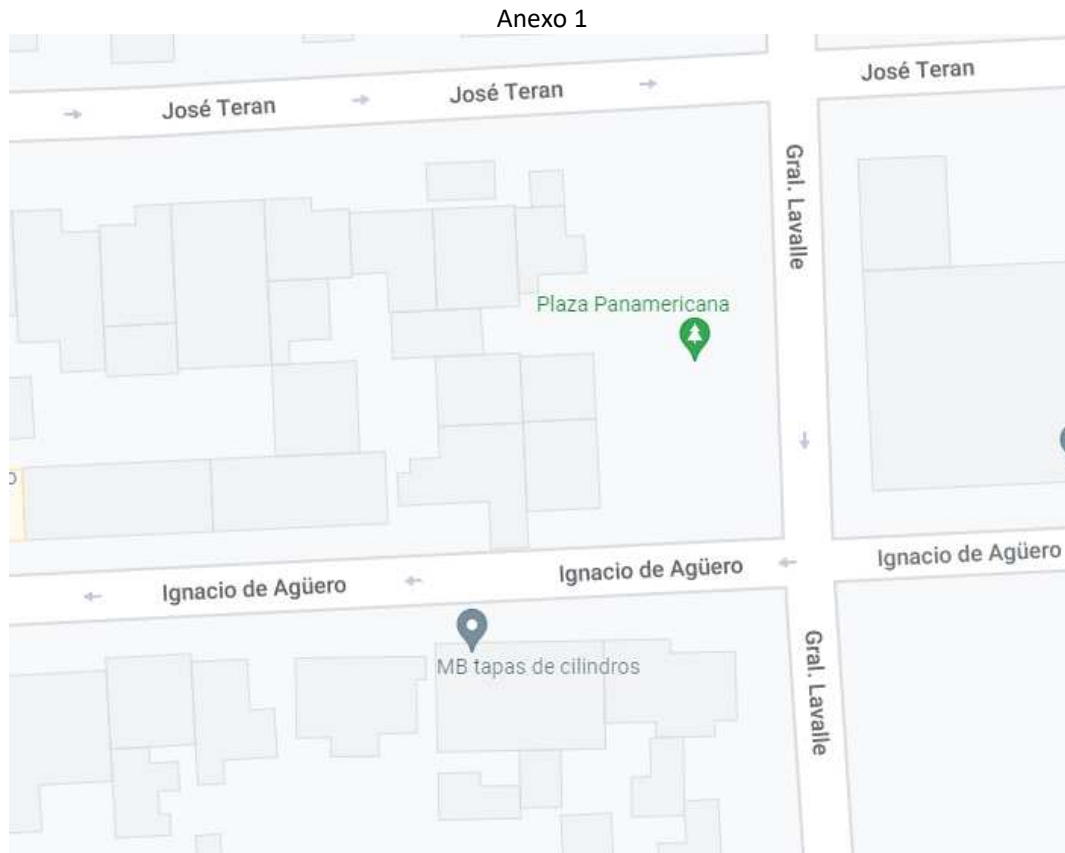 Anexo 1
José Teran
José Teran
José Teran
Gral. Lavalle
Plaza Panamericana
Ignacio de Agüero
Ignacio de Agüero
Ignacio de Agüero
MB tapas de cilindros
Gral. Lavalle